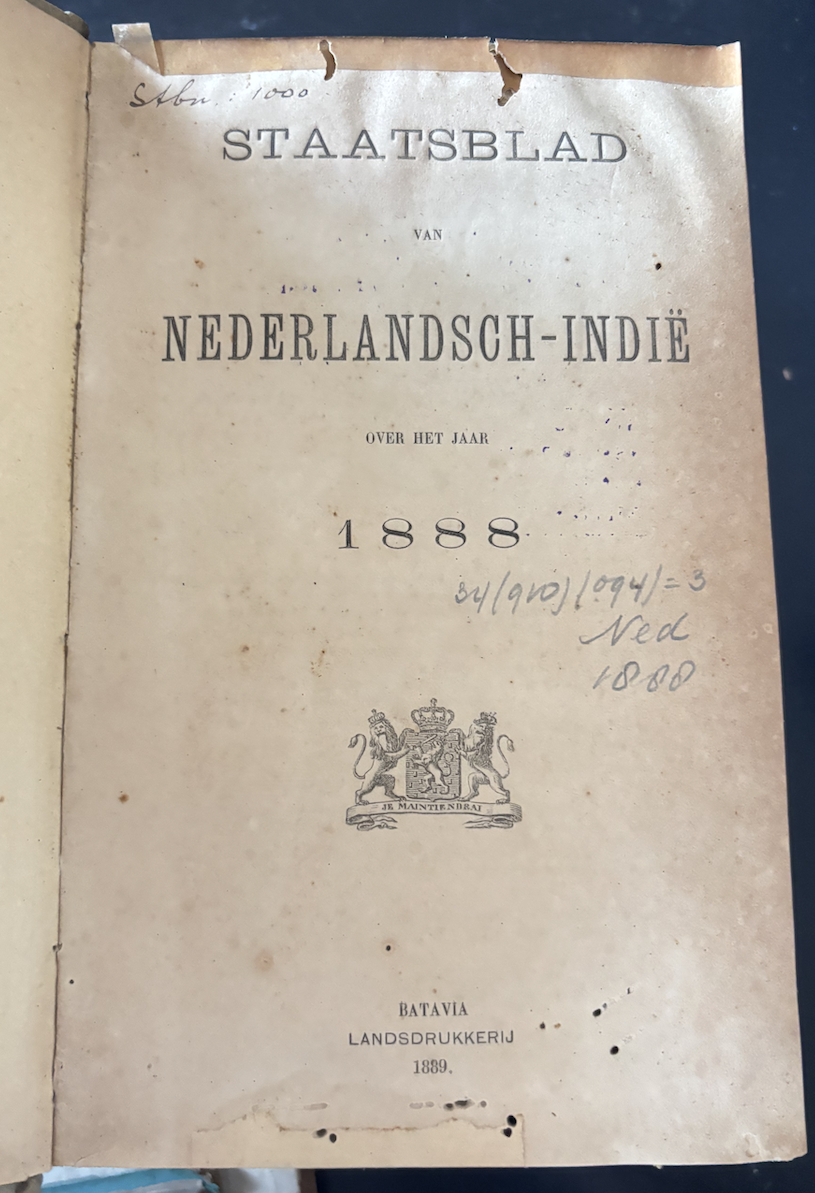 Stbn. : 1000
STAATSBLAD
VAN
NEDERLANDSCH-INDIË
OVER HET JAAR
1888
34(910)(094)=3
Ned
1888
JE MAINTIENDRAI
BATAVIA
LANDSDRUKKERIJ
1889.